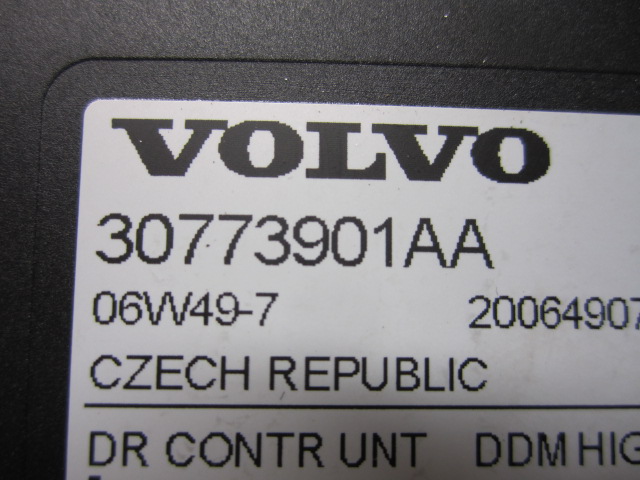 VOLVO
30773901AA
06W49-7 20064907
CZECH REPUBLIC
DR CONTR UNT DDM HIG